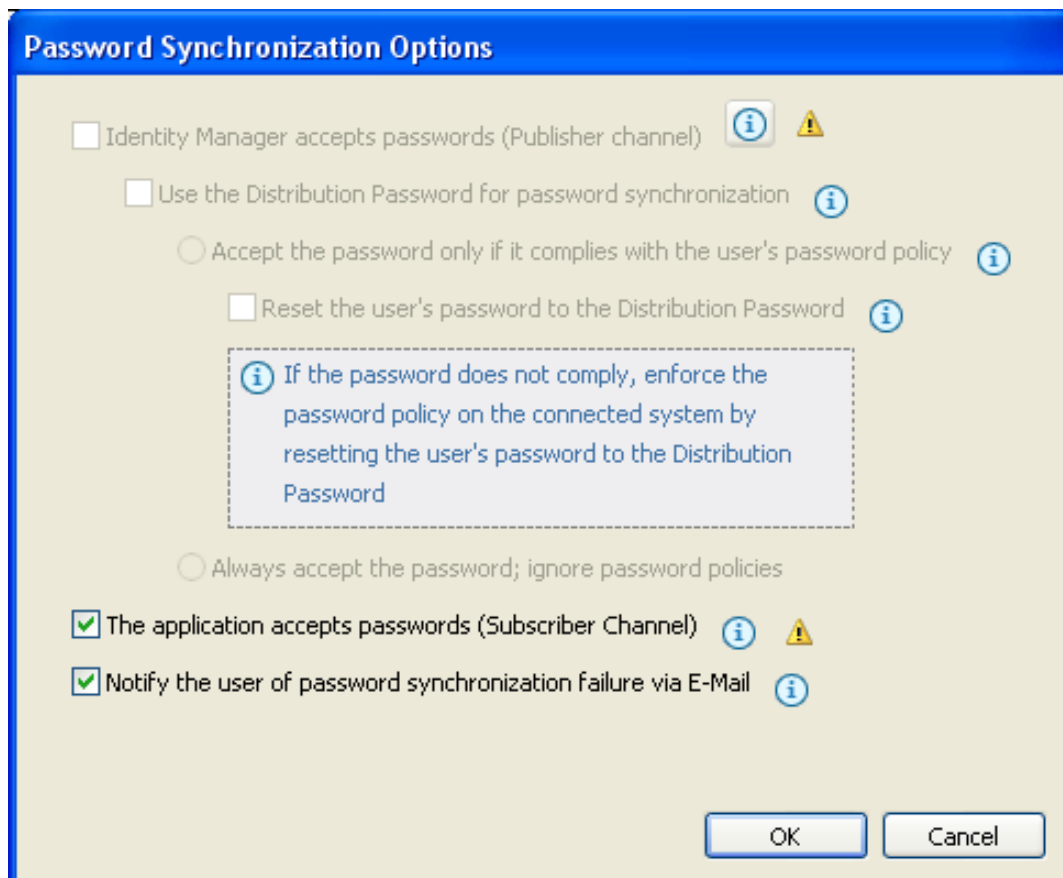 Password Synchronization Options
Identity Manager accepts passwords (Publisher channel)
Use the Distribution Password for password synchronization
Accept the password only if it complies with the user's password policy
Reset the user's password to the Distribution Password
If the password does not comply, enforce the
password policy on the connected system by
resetting the user's password to the Distribution
Password
Always accept the password; ignore password policies
The application accepts passwords (Subscriber Channel)
Notify the user of password synchronization failure via E-Mail
OK Cancel